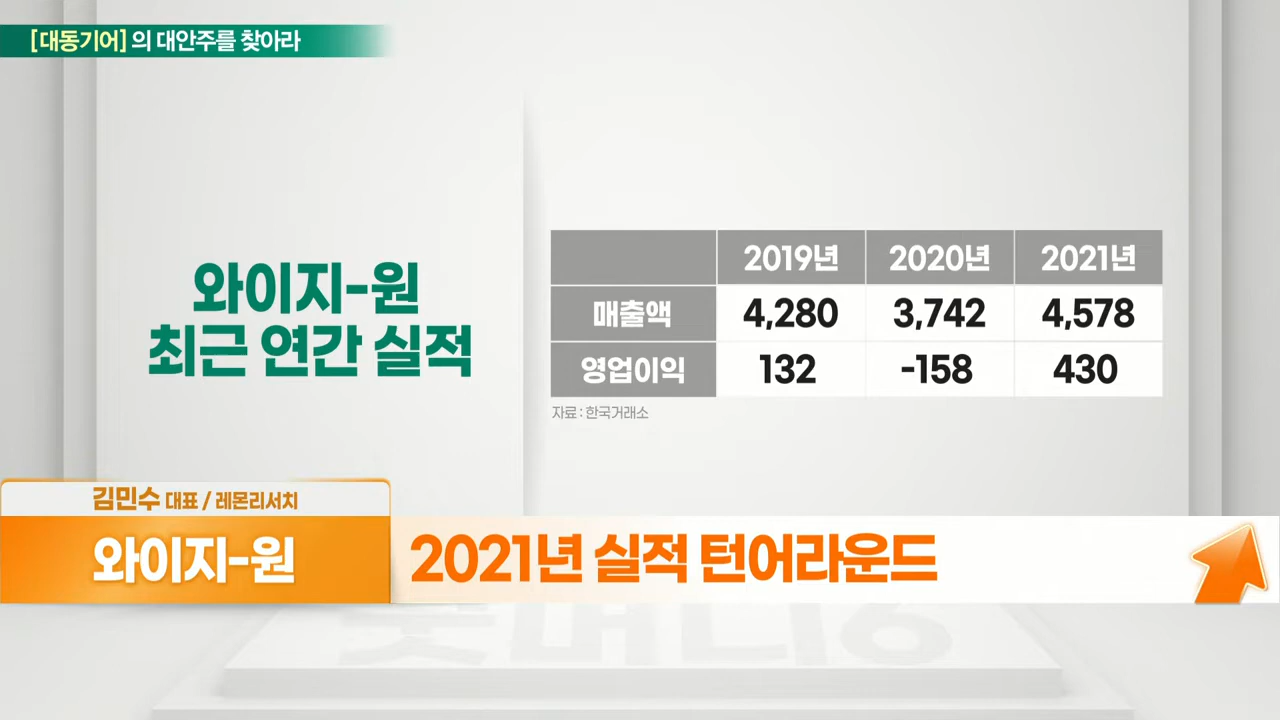 [대동기어]의 대안주를 찾아라
와이지-원
최근 연간 실적
2019년 2020년 2021년
매출액 4,280 3,742 4,578
영업이익 132 -158 430
자료 : 한국거래소
김민수 대표 / 레몬리서치
와이지-원
2021년 실적 턴어라운드